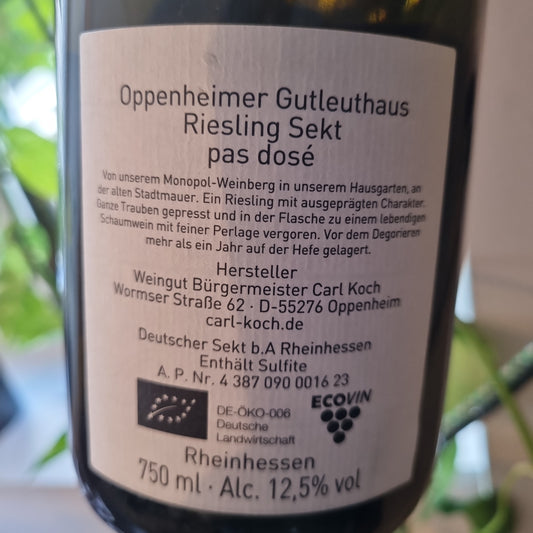 Oppenheimer Gutleuthaus
Riesling Sekt
pas dosé
Von unserem Monopol-Weinberg in unserem Hausgarten, an
der alten Stadtmauer. Ein Riesling mit ausgeprägten Charakter.
Ganze Trauben gepresst und in der Flasche zu einem lebendigen
Schaumwein mit feiner Perlage vergoren. Vor dem Degorieren
mehr als ein Jahr auf der Hefe gelagert.
Hersteller
Weingut Bürgermeister Carl Koch
Wormser Straße 62 · D-55276 Oppenheim
carl-koch.de
Deutscher Sekt b.A Rheinhessen
Enthält Sulfite
A. P. Nr. 4 387 090 0016 23
DE-ÖKO-006
Deutsche
Landwirtschaft
ECOVIN
Rheinhessen
750 ml · Alc. 12,5% vol